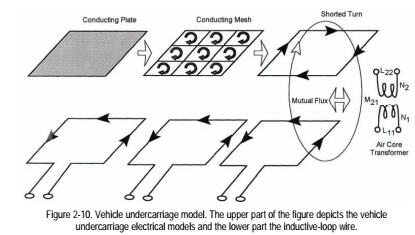 Conducting Plate
Conducting Mesh
Shorted Turn
Mutual Flux
L22
N2
M21
N1
L11
Air Core
Transformer
Figure 2-10. Vehicle undercarriage model. The upper part of the figure depicts the vehicle
undercarriage electrical models and the lower part the inductive-loop wire.